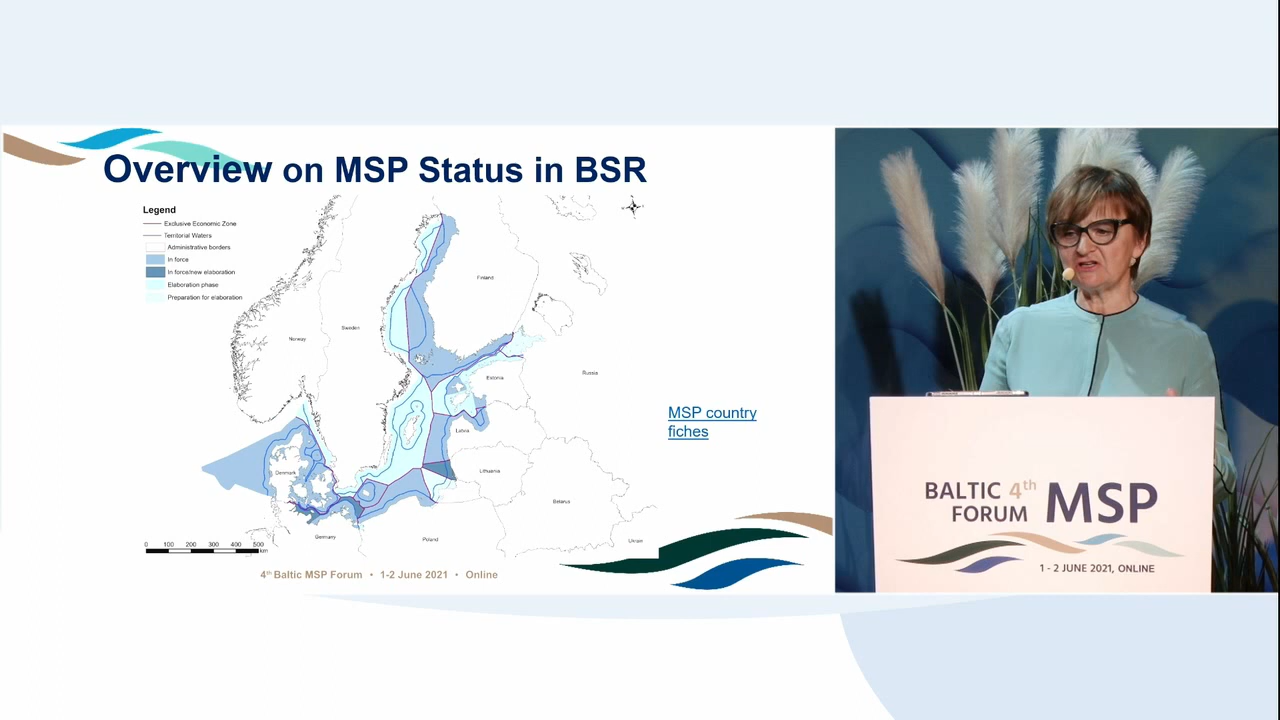 Overview on MSP Status in BSR
Legend
Exclusive Economic Zone
Territorial Waters
Administrative borders
In force
In force/new elaboration
Elaboration phase
Preparation for elaboration
Finland
Sweden
Norway
Russia
Estonia
Latvia
Denmark
Lithuania
Belarus
Germany
Poland
Ukrain
0 100 200 300 400 500
km
MSP country
fiches
4th Baltic MSP Forum • 1-2 June 2021 • Online
BALTIC 4th
FORUM MSP
1 - 2 JUNE 2021, ONLINE